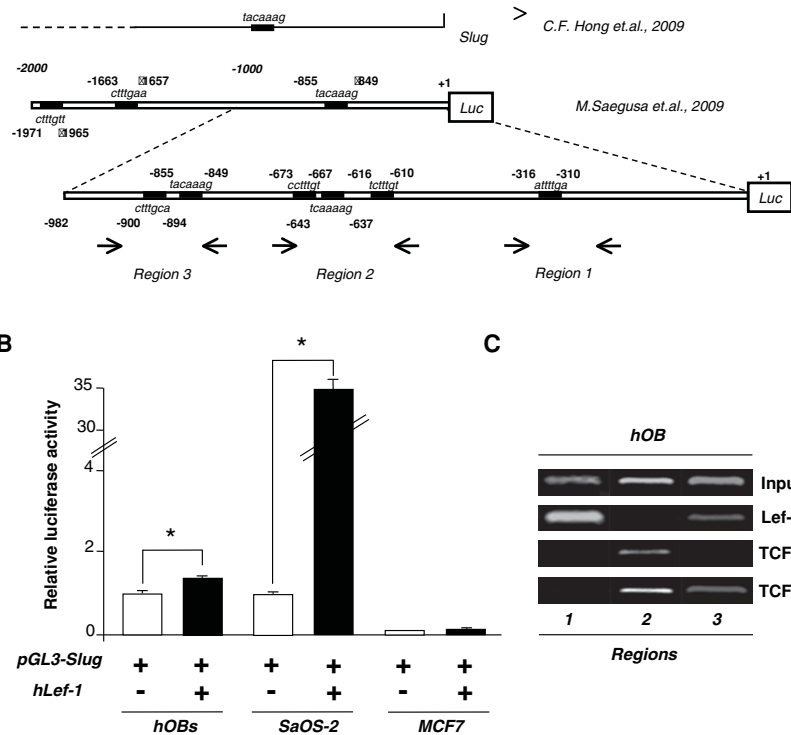 tacaaag
Slug
C.F. Hong et.al., 2009
-2000
-1663 1657
-1000
-855 849
+1
ctttgaa
tacaaag
Luc
M.Saegusa et.al., 2009
ctttgtt
-1971 1965
-855 -849 -673 -667 -616 -610 -316 -310 +1
tacaaag cctttgt tctttgt attttga
Luc
ctttgca tcaaaag
-982 -900 -894 -643 -637
Region 3 Region 2 Region 1
B
C
*
*
Relative luciferase activity
35
30
4
2
0
pGL3-Slug + + + + + +
hLef-1 - + - + - +
hOBs SaOS-2 MCF7
hOB
Inpu
Lef-
TCF
TCF
1 2 3
Regions